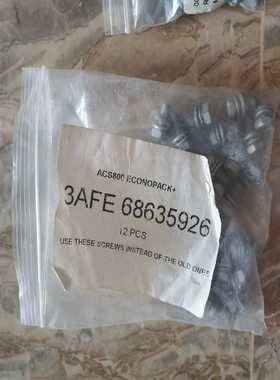 ACS800 ECONOPACK+
3AFE 68635926
12 PCS
USE THESE SCREWS INSTEAD OF THE OLD ONES